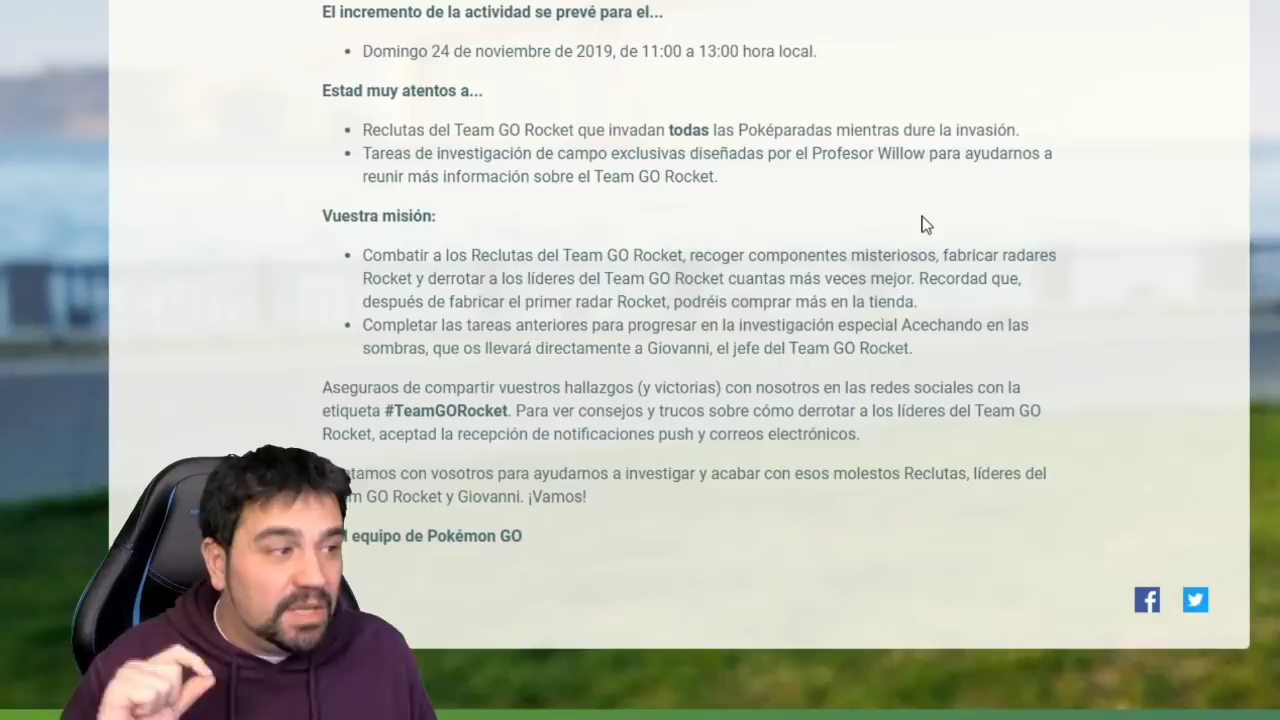 El incremento de la actividad se prevé para el...
• Domingo 24 de noviembre de 2019, de 11:00 a 13:00 hora local.
Estad muy atentos a...
• Reclutas del Team GO Rocket que invadan todas las Poképaradas mientras dure la invasión.
• Tareas de investigación de campo exclusivas diseñadas por el Profesor Willow para ayudarnos a
reunir más información sobre el Team GO Rocket.
Vuestra misión:
• Combatir a los Reclutas del Team GO Rocket, recoger componentes misteriosos, fabricar radares
Rocket y derrotar a los líderes del Team GO Rocket cuantas más veces mejor. Recordad que,
después de fabricar el primer radar Rocket, podréis comprar más en la tienda.
• Completar las tareas anteriores para progresar en la investigación especial Acechando en las
sombras, que os llevará directamente a Giovanni, el jefe del Team GO Rocket.
Aseguraos de compartir vuestros hallazgos (y victorias) con nosotros en las redes sociales con la
etiqueta #TeamGORocket. Para ver consejos y trucos sobre cómo derrotar a los líderes del Team GO
Rocket, aceptad la recepción de notificaciones push y correos electrónicos.
tamos con vosotros para ayudarnos a investigar y acabar con esos molestos Reclutas, líderes del
m GO Rocket y Giovanni. ¡Vamos!
equipo de Pokémon GO